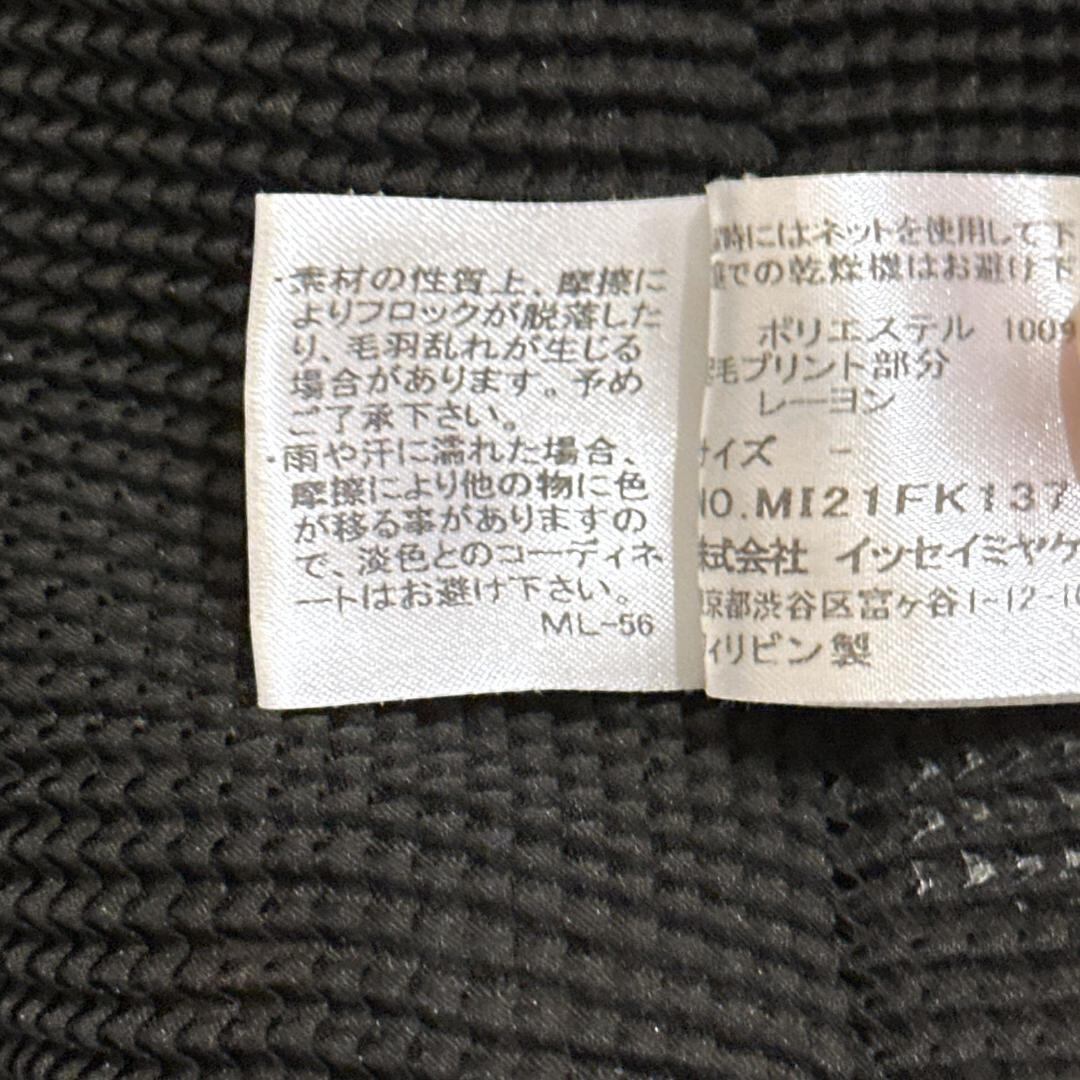 ・素材の性質上、摩擦に
よりフロックが脱落した
り、毛羽乱れが生じる
場合があります。予め
ご了承下さい。
・雨や汗に濡れた場合、
摩擦により他の物に色
が移る事がありますの
で、淡色とのコーディネ
ートはお避け下さい。
ML-56
時にはネットを使用して下
での乾燥機はお避け下
ポリエステル 100%
毛プリント部分
レーヨン
サイズ -
NO.MI21FK137
株式会社 イッセイミヤケ
京都渋谷区富ヶ谷1-12-10
ィリピン製